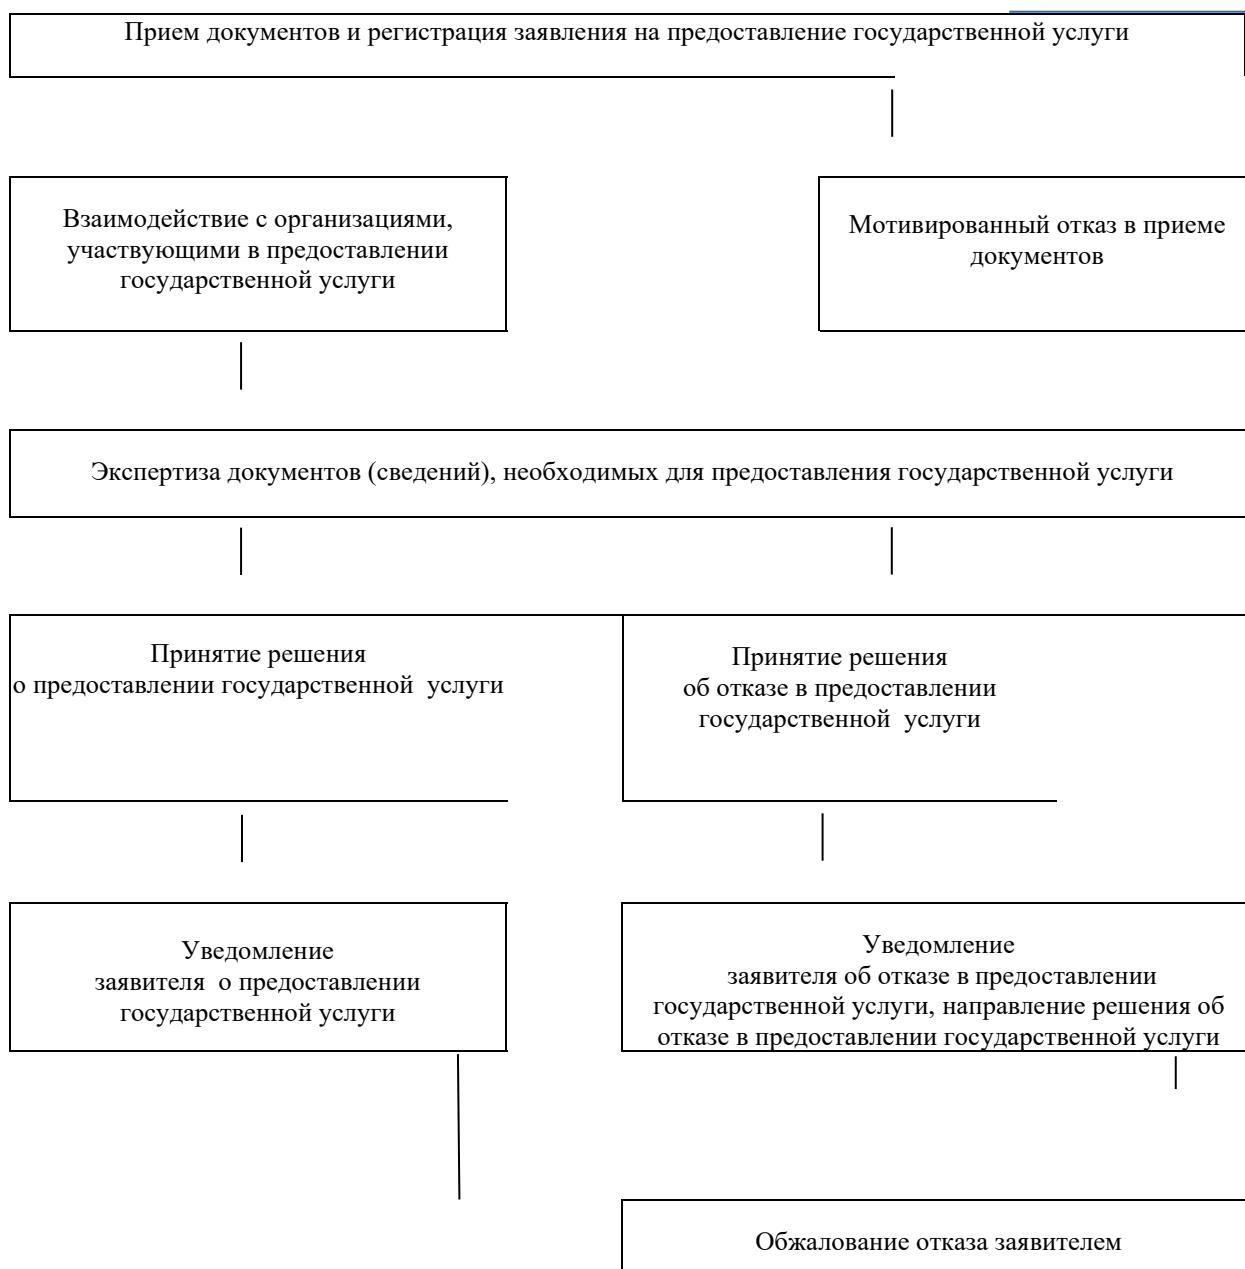 Прием документов и регистрация заявления на предоставление государственной услуги
Взаимодействие с организациями,
участвующими в предоставлении
государственной услуги
Мотивированный отказ в приеме
документов
Экспертиза документов (сведений), необходимых для предоставления государственной услуги
Принятие решения
о предоставлении государственной услуги
Принятие решения
об отказе в предоставлении
государственной услуги
Уведомление
заявителя о предоставлении
государственной услуги
Уведомление
заявителя об отказе в предоставлении
государственной услуги, направление решения об
отказе в предоставлении государственной услуги
Обжалование отказа заявителем